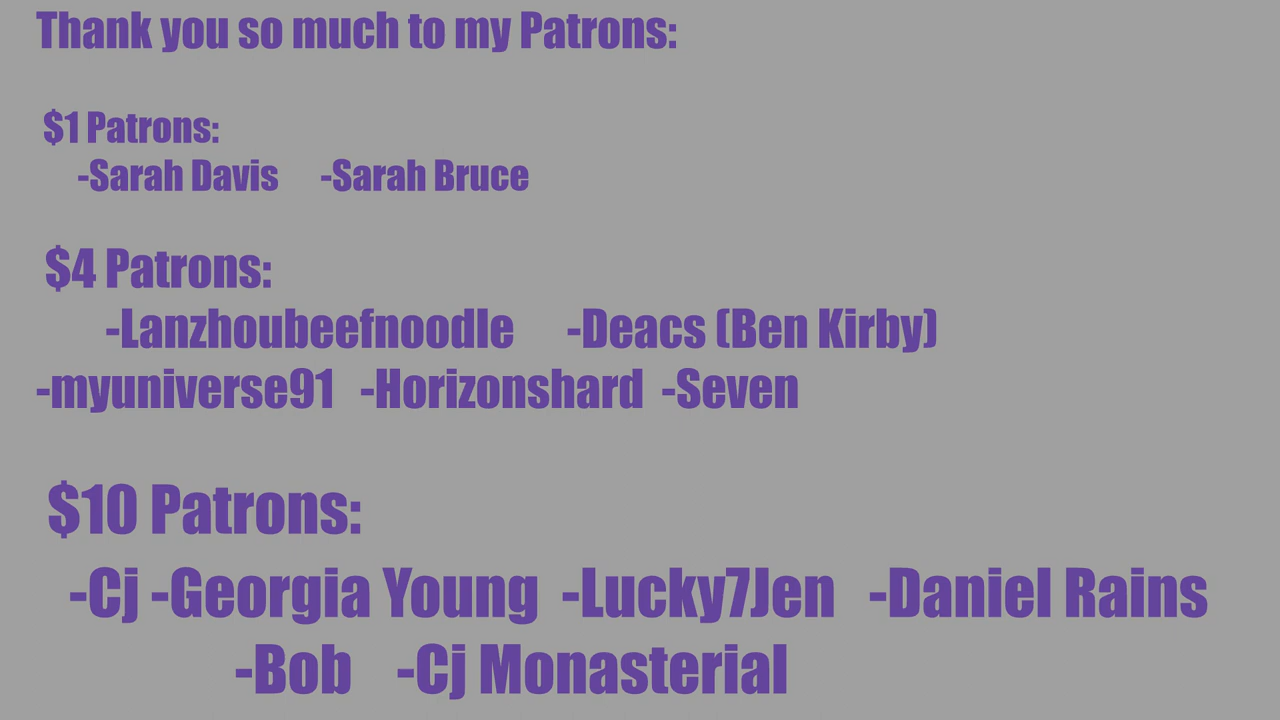 Thank you so much to my Patrons:
$1 Patrons:
-Sarah Davis -Sarah Bruce
$4 Patrons:
-Lanzhoubeefnoodle -Deacs (Ben Kirby)
-myuniverse91 -Horizonshard -Seven
$10 Patrons:
-Cj -Georgia Young -Lucky7Jen -Daniel Rains
-Bob -Cj Monasterial